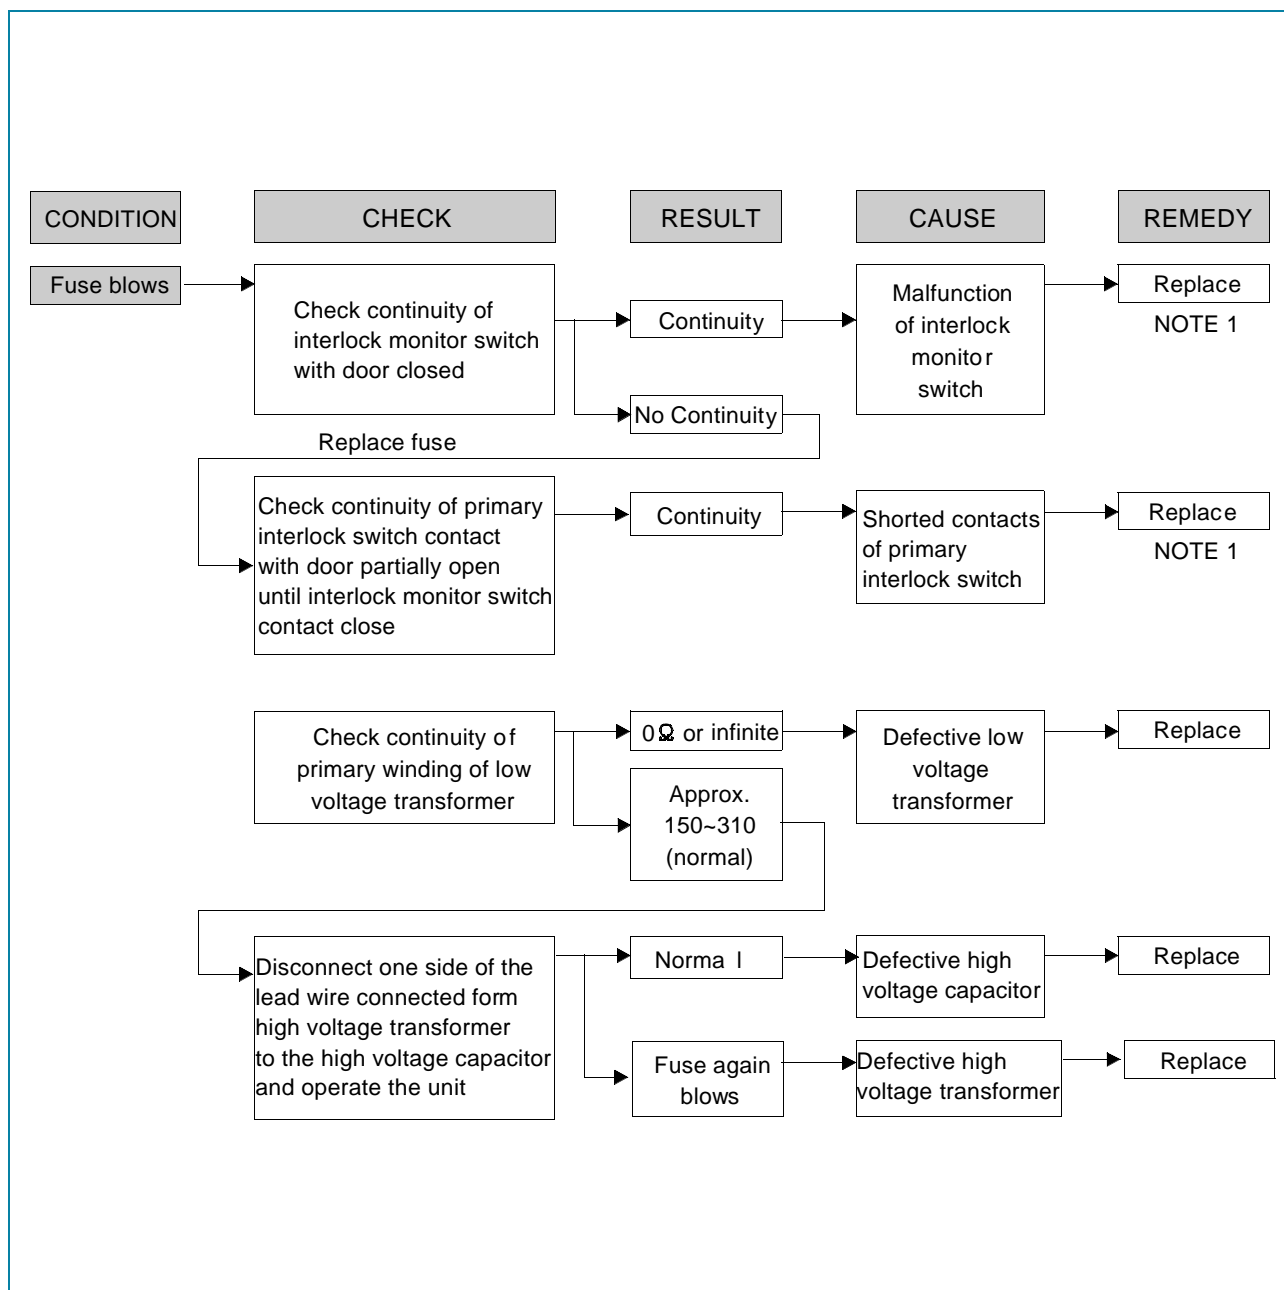 CONDITION
CHECK
RESULT
CAUSE
REMEDY
Fuse blows
Check continuity of
interlock monitor switch
with door closed
Continuity
Malfunction
of interlock
monitor
switch
Replace
NOTE 1
No Continuity
Replace fuse
Check continuity of primary
interlock switch contact
with door partially open
until interlock monitor switch
contact close
Continuity
Shorted contacts
of primary
interlock switch
Replace
NOTE 1
Check continuity of
primary winding of low
voltage transformer
0Ω or infinite
Defective low
voltage
transformer
Replace
Approx.
150~310
(normal)
Disconnect one side of the
lead wire connected form
high voltage transformer
to the high voltage capacitor
and operate the unit
Norma l
Defective high
voltage capacitor
Replace
Fuse again
blows
Defective high
voltage transformer
Replace